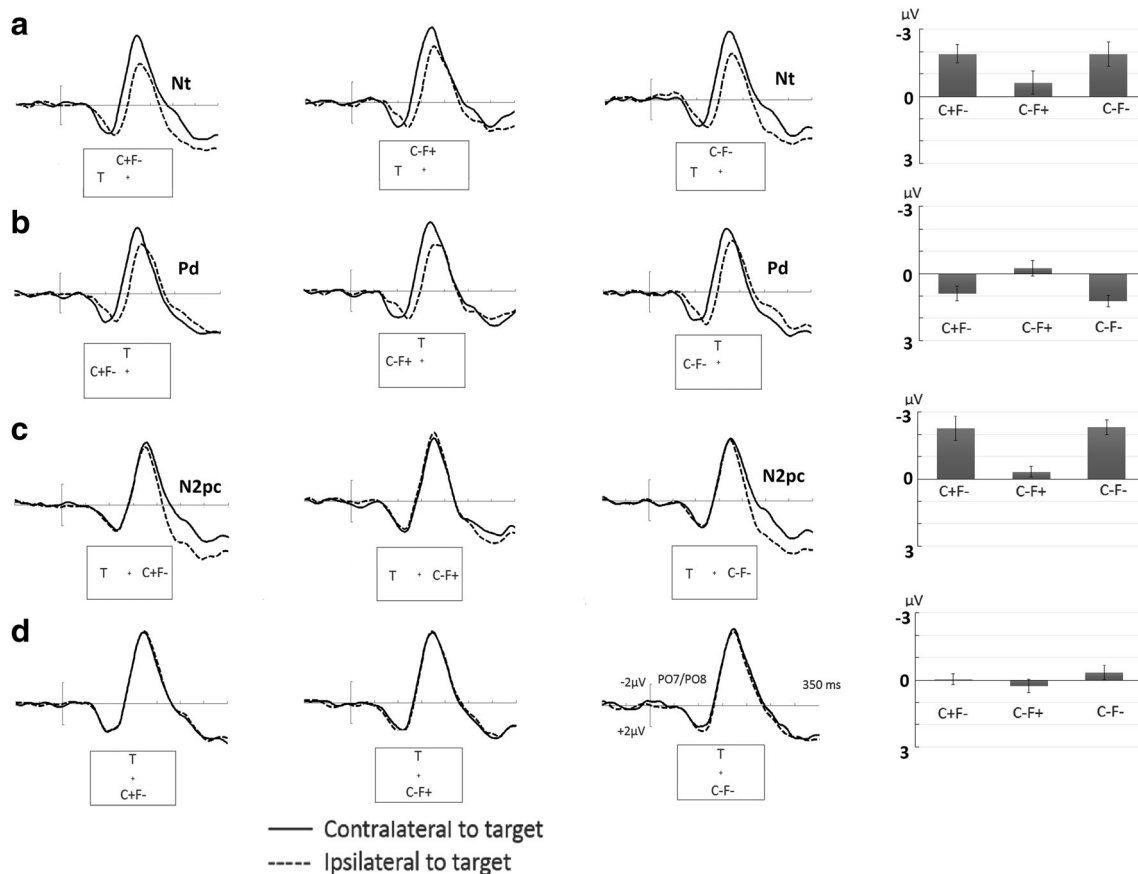 a
Nt
C+F-
T +
C-F+
T +
Nt
C-F-
T +
μV
-3
0
C+F- C-F+ C-F-
3
b
Pd
T
C+F- +
T
C-F+ +
Pd
T
C-F- +
μV
-3
0
C+F- C-F+ C-F-
3
c
N2pc
T + C+F-
T + C-F+
N2pc
T + C-F-
μV
-3
0
C+F- C-F+ C-F-
3
d
T
+
C+F-
T
+
C-F+
-2μV PO7/PO8 350 ms
+2μV
T
+
C-F-
μV
-3
0
C+F- C-F+ C-F-
3
Contralateral to target
Ipsilateral to target